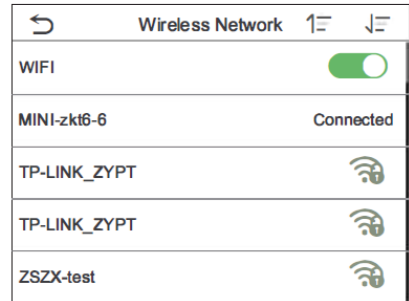 Wireless Network
WIFI
MINI-zkt6-6 Connected
TP-LINK_ZYPT
TP-LINK_ZYPT
ZSZX-test